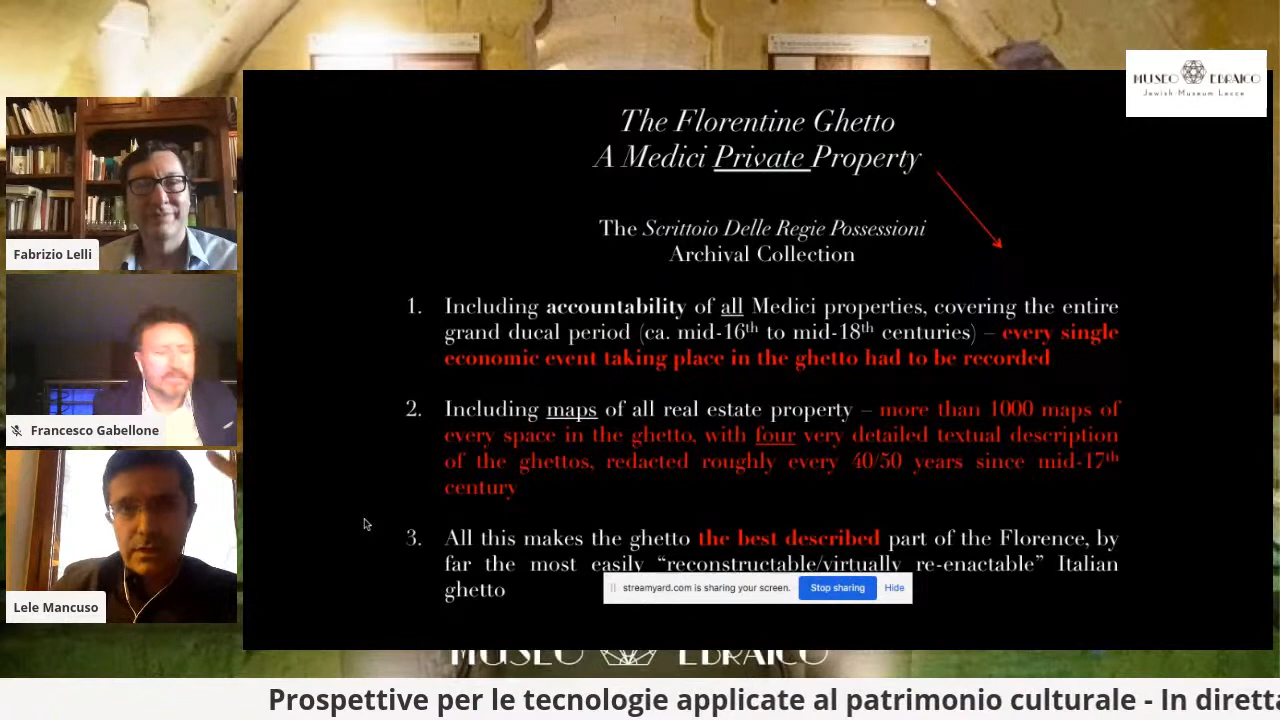 MUSEO EBRAICO
Jewish Museum Lecce
The Florentine Ghetto
A Medici Private Property
The Scrittoio Delle Regie Possessioni
Archival Collection
1. Including accountability of all Medici properties, covering the entire
grand ducal period (ca. mid-16th to mid-18th centuries) – every single
economic event taking place in the ghetto had to be recorded
2. Including maps of all real estate property – more than 1000 maps of
every space in the ghetto, with four very detailed textual description
of the ghettos, redacted roughly every 40/50 years since mid-17th
century
3. All this makes the ghetto the best described part of the Florence, by
far the most easily “reconstructable/virtually re-enactable” Italian
ghetto
streamyard.com is sharing your screen. Stop sharing Hide
Fabrizio Lelli
Francesco Gabellone
Lele Mancuso
MUSEO EBRAICO
Prospettive per le tecnologie applicate al patrimonio culturale - In diretta